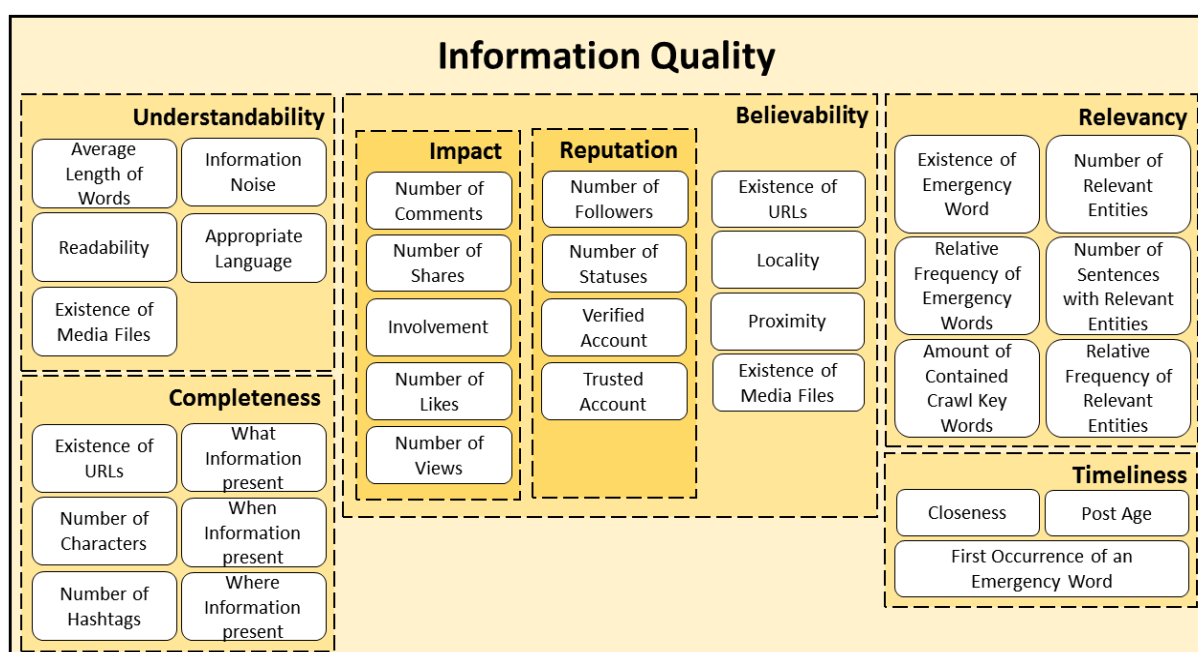 Information Quality
Understandability
Average
Length of
Words
Information
Noise
Readability
Appropriate
Language
Existence of
Media Files
Completeness
Existence of
URLs
What
Information
present
Number of
Characters
When
Information
present
Number of
Hashtags
Where
Information
present
Believability
Impact
Number of
Comments
Number of
Shares
Involvement
Number of
Likes
Number of
Views
Reputation
Number of
Followers
Number of
Statuses
Verified
Account
Trusted
Account
Existence of
URLs
Locality
Proximity
Existence of
Media Files
Relevancy
Existence of
Emergency
Word
Number of
Relevant
Entities
Relative
Frequency of
Emergency
Words
Number of
Sentences
with Relevant
Entities
Amount of
Contained
Crawl Key
Words
Relative
Frequency of
Relevant
Entities
Timeliness
Closeness
Post Age
First Occurrence of an
Emergency Word